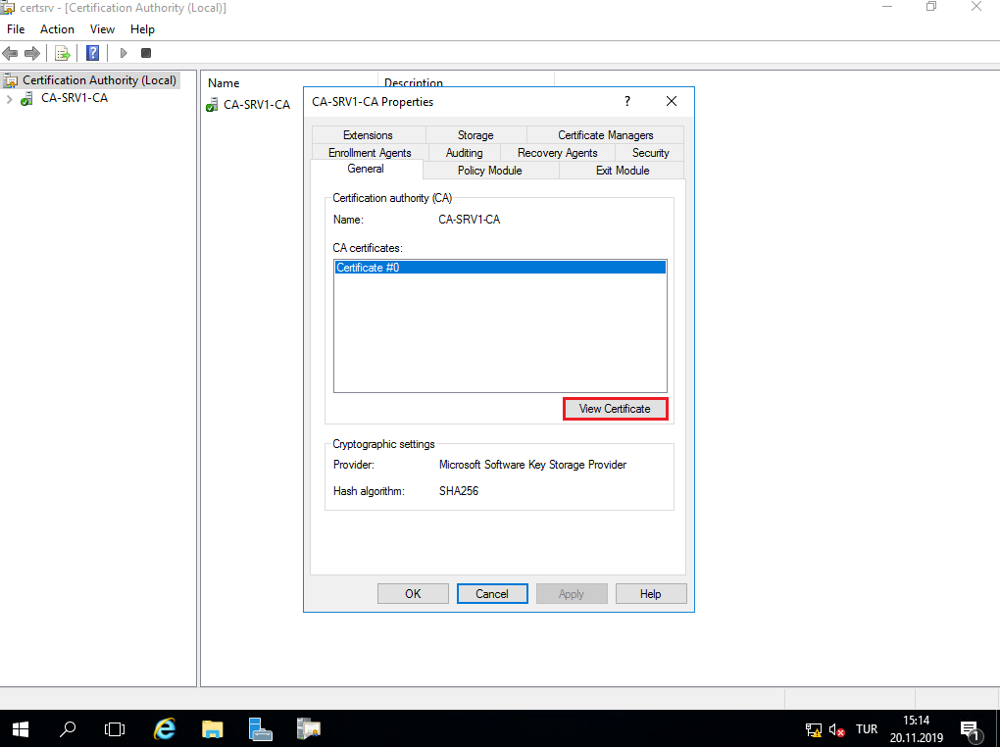 certsrv - [Certification Authority (Local)]
File Action View Help
Certification Authority (Local)
CA-SRV1-CA
Name Description
CA-SRV1-CA
CA-SRV1-CA Properties ?
Extensions Storage Certificate Managers
Enrollment Agents Auditing Recovery Agents Security
General Policy Module Exit Module
Certification authority (CA)
Name: CA-SRV1-CA
CA certificates:
Certificate #0
View Certificate
Cryptographic settings
Provider: Microsoft Software Key Storage Provider
Hash algorithm: SHA256
OK Cancel Apply Help
TUR
15:14
20.11.2019
1